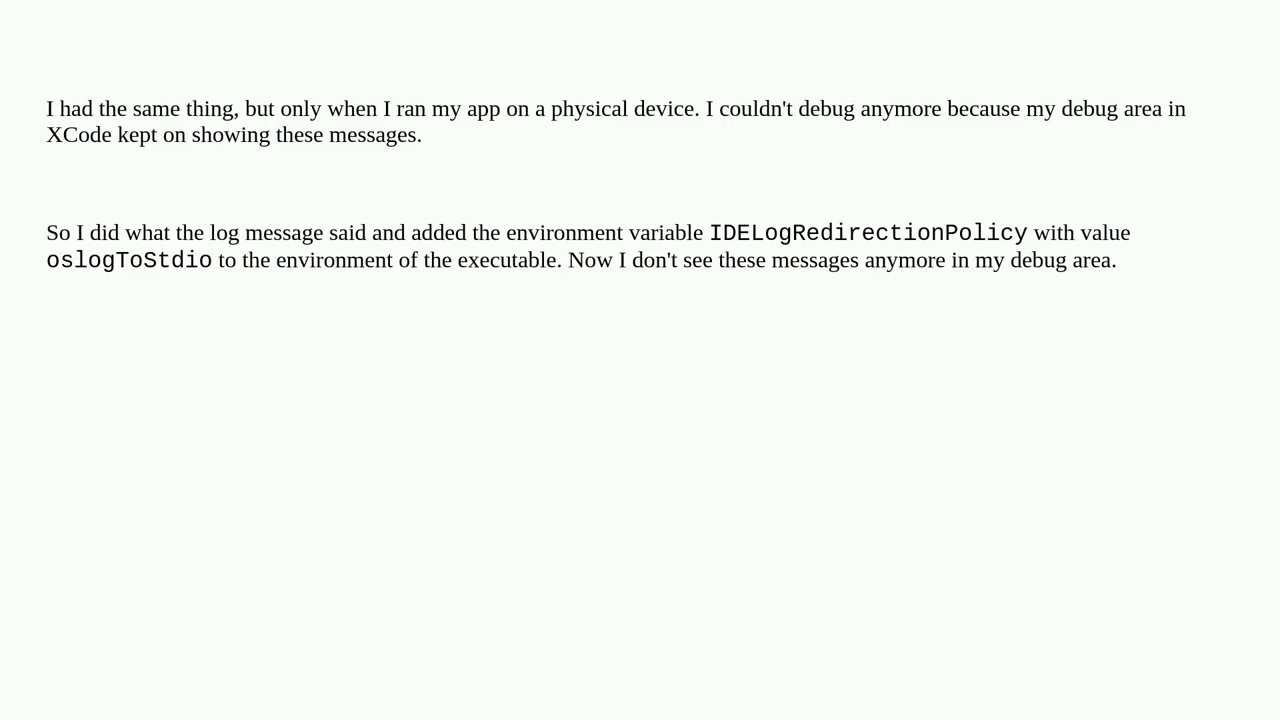 I had the same thing, but only when I ran my app on a physical device. I couldn't debug anymore because my debug area in
XCode kept on showing these messages.
So I did what the log message said and added the environment variable IDELogRedirectionPolicy with value
oslogToStdio to the environment of the executable. Now I don't see these messages anymore in my debug area.